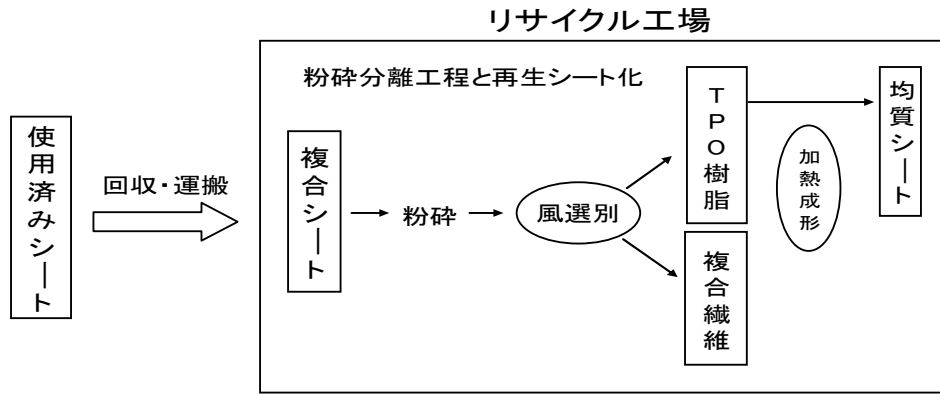 リサイクル工場
粉砕分離工程と再生シート化
使用済みシート
回収・運搬
複合シート
粉砕
風選別
TPO樹脂
複合繊維
加熱成形
均質シート